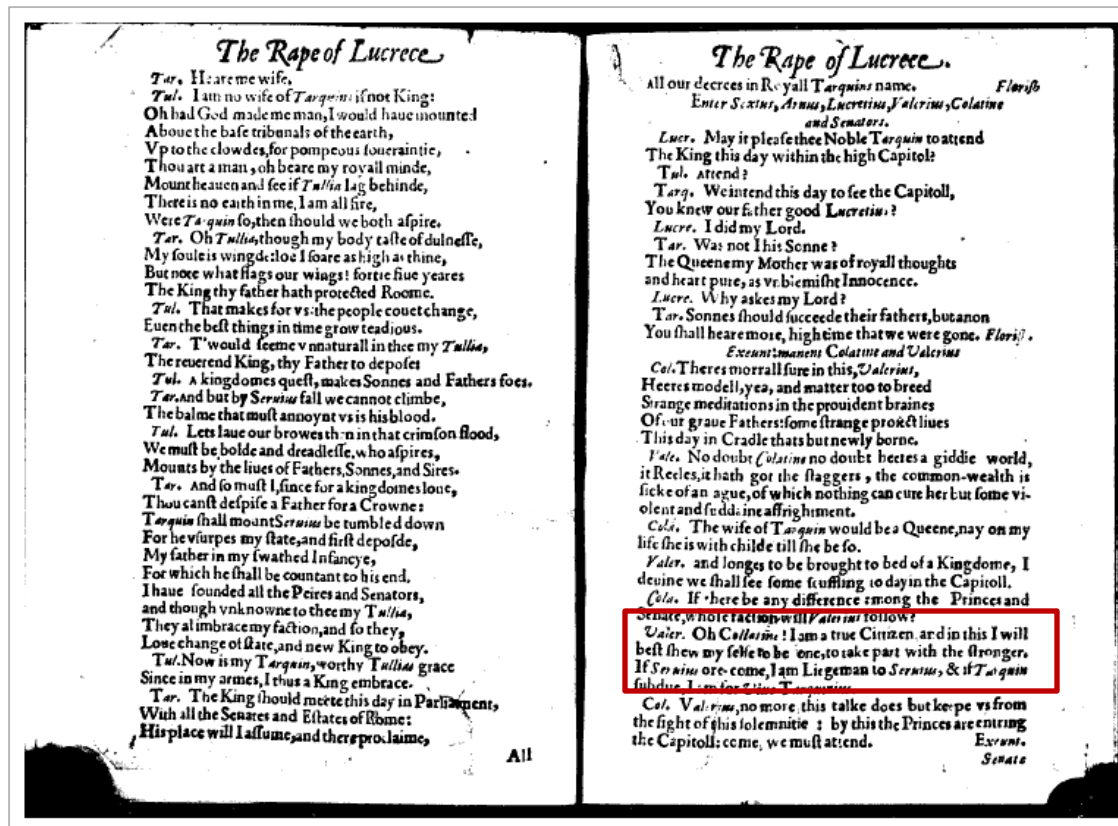 The Rape of Lucrece
Tar. Heare me wife.
Tul. I am no wife of Tarquins if not King:
Oh had God made me man, I would haue mounted
Aboue the base tribunals of the earth,
Vp to the clowdes, for pompeous soueraintie,
Thou art a man, oh beare my royall minde,
Mount heauen and see if Tullia lag behinde,
There is no earth in me, I am all fire,
Were Tarquin so, then should we both aspire.
Tar. Oh Tullia, though my body taste of dulnesse,
My soule is wingde: loe I soare as high as thine,
But note what flags our wings! fortie fiue yeares
The King thy father hath protected Roome.
Tul. That makes for vs: the people couet change,
Euen the best things in time grow teadious.
Tar. T'would seeme vnnaturall in thee my Tullia,
The reuerend King, thy Father to depose:
Tul. A kingdomes quest, makes Sonnes and Fathers foes.
Tar. And but by Seruius fall we cannot climbe,
The balme that must annoynt vs is his blood.
Tul. Lets laue our browes then in that crimson flood,
We must be bolde and dreadlesse, who aspires,
Mounts by the liues of Fathers, Sonnes, and Sires.
Tar. And so must I, since for a kingdomes loue,
Thou canst despise a Father for a Crowne:
Tarquin shall mount Seruius be tumbled down
For he vsurpes my state, and first deposde,
My father in my swathed Infancye,
For which he shall be countant to his end.
I haue founded all the Peires and Senators,
and though vnknowne to thee my Tullia,
They al imbrace my faction, and so they,
Loue change of state, and new King to obey.
Tul. Now is my Tarquin, worthy Tullias grace
Since in my armes, I thus a King embrace.
Tar. The King should meete this day in Parliament,
With all the Senates and Estates of Rome:
His place will I assume, and there proclaime,
All
The Rape of Lucrece.
All our decrees in Royall Tarquins name. Florish
Enter Sextus, Aruns, Lucretius, Valerius, Colatine
and Senators.
Lucr. May it please thee Noble Tarquin to attend
The King this day within the high Capitol?
Tul. Attend?
Tarq. We intend this day to see the Capitoll,
You knew our father good Lucretius?
Lucre. I did my Lord.
Tar. Was not I his Sonne?
The Queene my Mother was of royall thoughts
and heart pure, as vnblemisht Innocence.
Lucre. Why askes my Lord?
Tar. Sonnes should succeede their fathers, but anon
You shall heare more, high time that we were gone. Florish.
Exeunt: manent Colatine and Valerius
Col. Theres morrall sure in this, Valerius,
Heeres modell, yea, and matter too to breed
Strange meditations in the prouident braines
Of our graue Fathers: some strange proiect liues
This day in Cradle thats but newly borne.
Vale. No doubt Colatine no doubt heeres a giddie world,
it Reeles, it hath got the staggers, the common-wealth is
sicke of an ague, of which nothing can cure her but some vi-
olent and suddaine affrightment.
Cola. The wife of Tarquin would be a Queene, nay on my
life she is with childe till she be so.
Valer. and longes to be brought to bed of a Kingdome, I
deuine we shall see some scuffling to day in the Capitoll.
Cola. If there be any difference among the Princes and
Senate, whole faction will Valerius follow?
Valer. Oh Collatine! I am a true Citizen, and in this I will
best shew my selfe to be one, to take part with the stronger.
If Seruius ore-come, I am Liegeman to Seruius, & if Tarquin
subdue, I am for Tarquinius.
Col. Valerius, no more, this talke does but keepe vs from
the sight of this solemnitie: by this the Princes are entring
the Capitoll: come, we must attend. Exeunt.
Senate